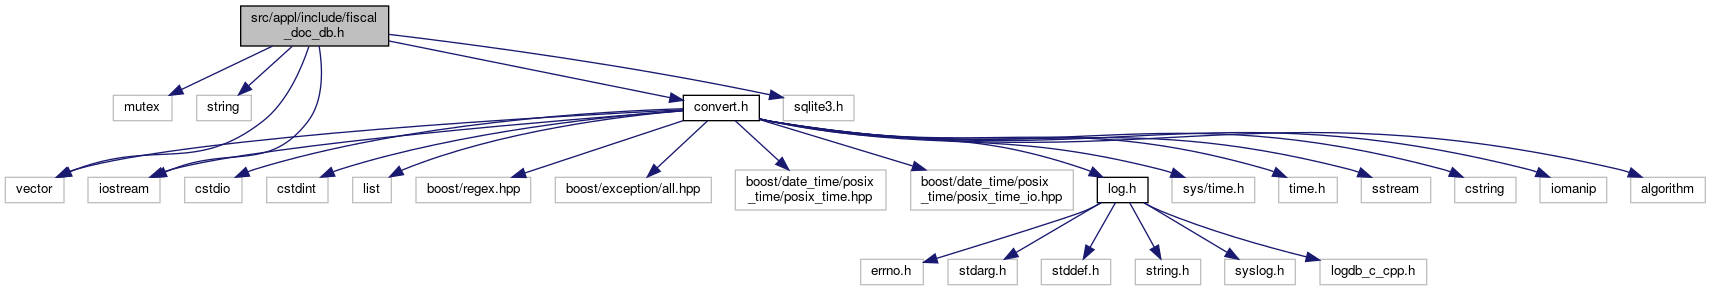 src/appl/include/fiscal
_doc_db.h
mutex
string
convert.h
sqlite3.h
vector
iostream
cstdio
cstdint
list
boost/regex.hpp
boost/exception/all.hpp
boost/date_time/posix
_time/posix_time.hpp
boost/date_time/posix
_time/posix_time_io.hpp
log.h
sys/time.h
time.h
sstream
cstring
iomanip
algorithm
errno.h
stdarg.h
stddef.h
string.h
syslog.h
logdb_c_cpp.h